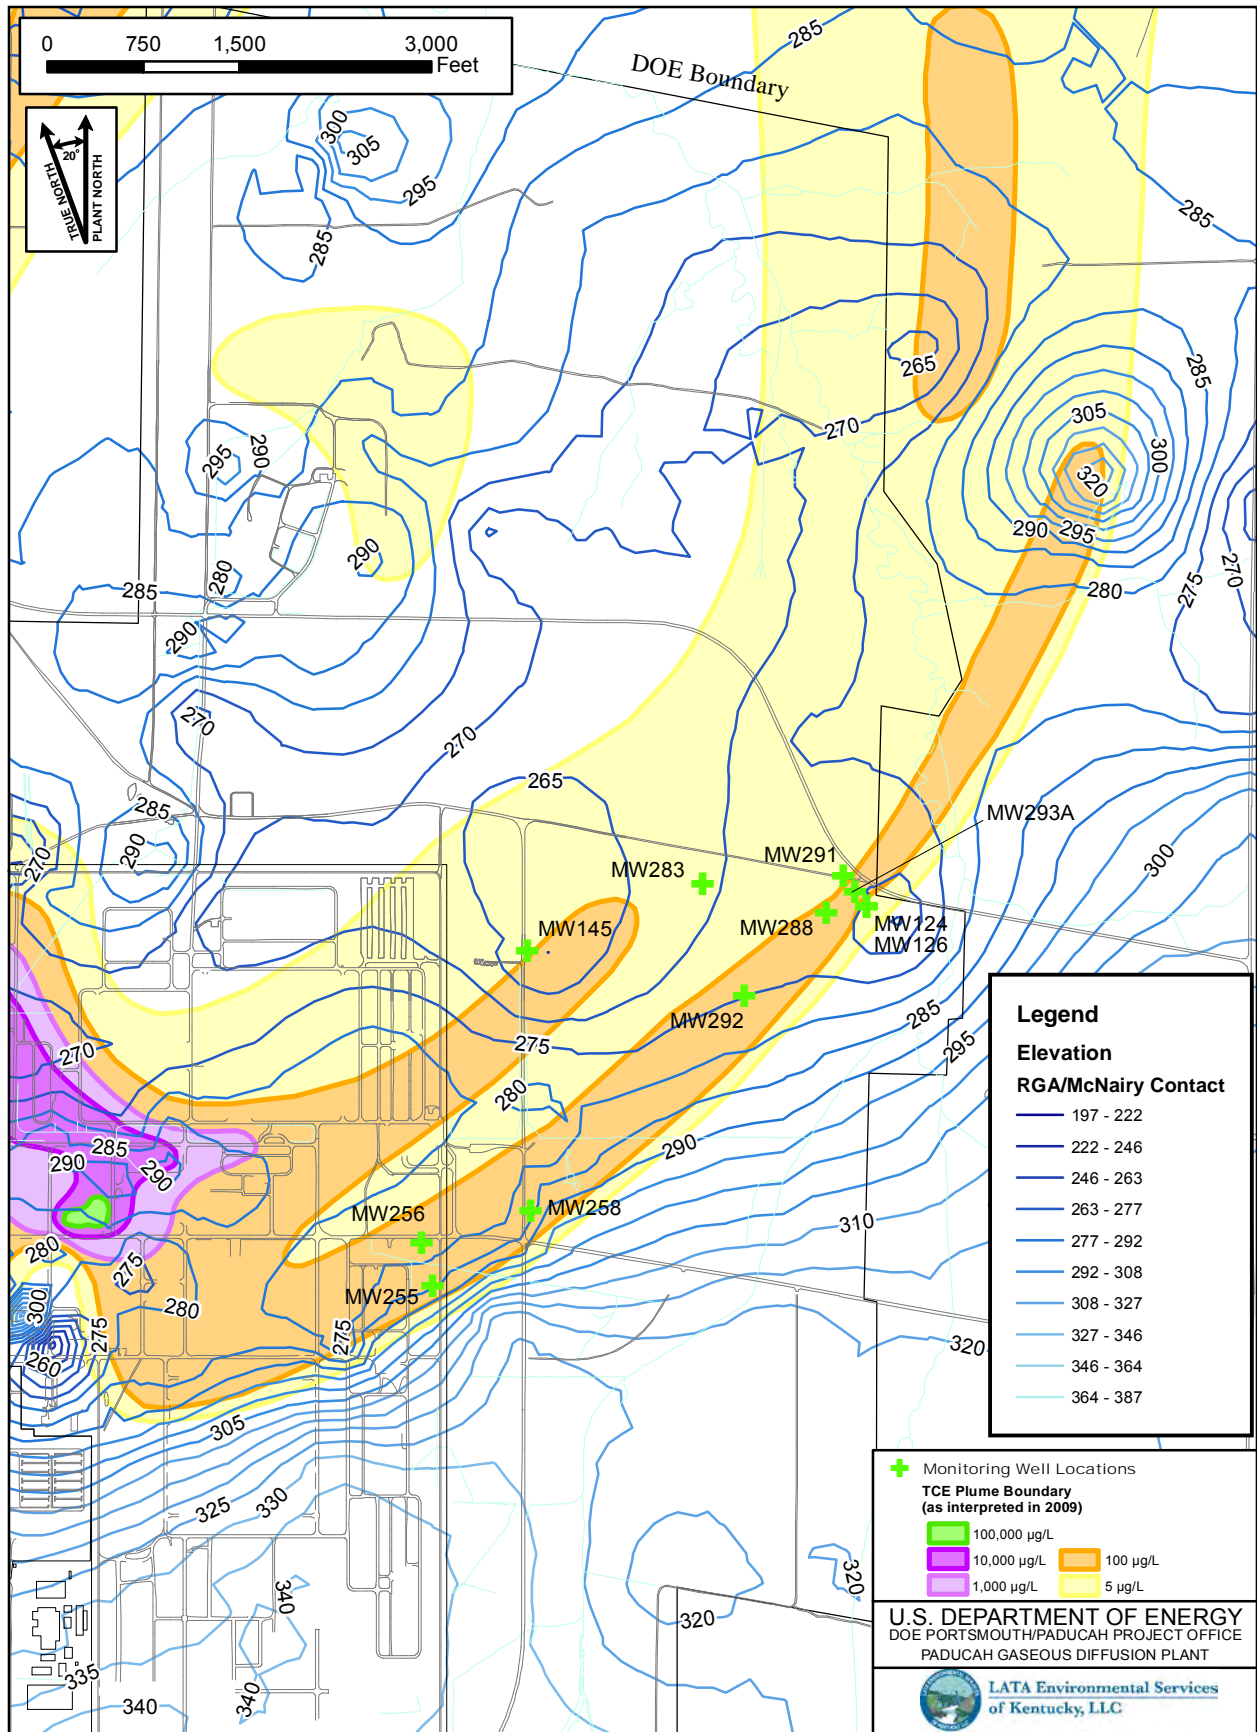 0 750 1,500 3,000
Feet
DOE Boundary
20°
TRUE NORTH
PLANT NORTH
285
300
305
295
285
285
265
285
270
305
300
320
290
295
280
275
270
295
290
290
280
285
290
270
270
265
285
290
270
MW293A
MW291
MW283
300
MW145
MW288
MW124
MW126
MW292
285
295
275
270
280
285
290
290
290
MW258
MW256
310
280
275
MW255
280
300
275
275
260
320
305
325
330
340
320
320
335
340
340
Legend
Elevation
RGA/McNairy Contact
197 - 222
222 - 246
246 - 263
263 - 277
277 - 292
292 - 308
308 - 327
327 - 346
346 - 364
364 - 387
Monitoring Well Locations
TCE Plume Boundary
(as interpreted in 2009)
100,000 µg/L
10,000 µg/L
100 µg/L
1,000 µg/L
5 µg/L
U.S. DEPARTMENT OF ENERGY
DOE PORTSMOUTH/PADUCAH PROJECT OFFICE
PADUCAH GASEOUS DIFFUSION PLANT
LATA Environmental Services
of Kentucky, LLC